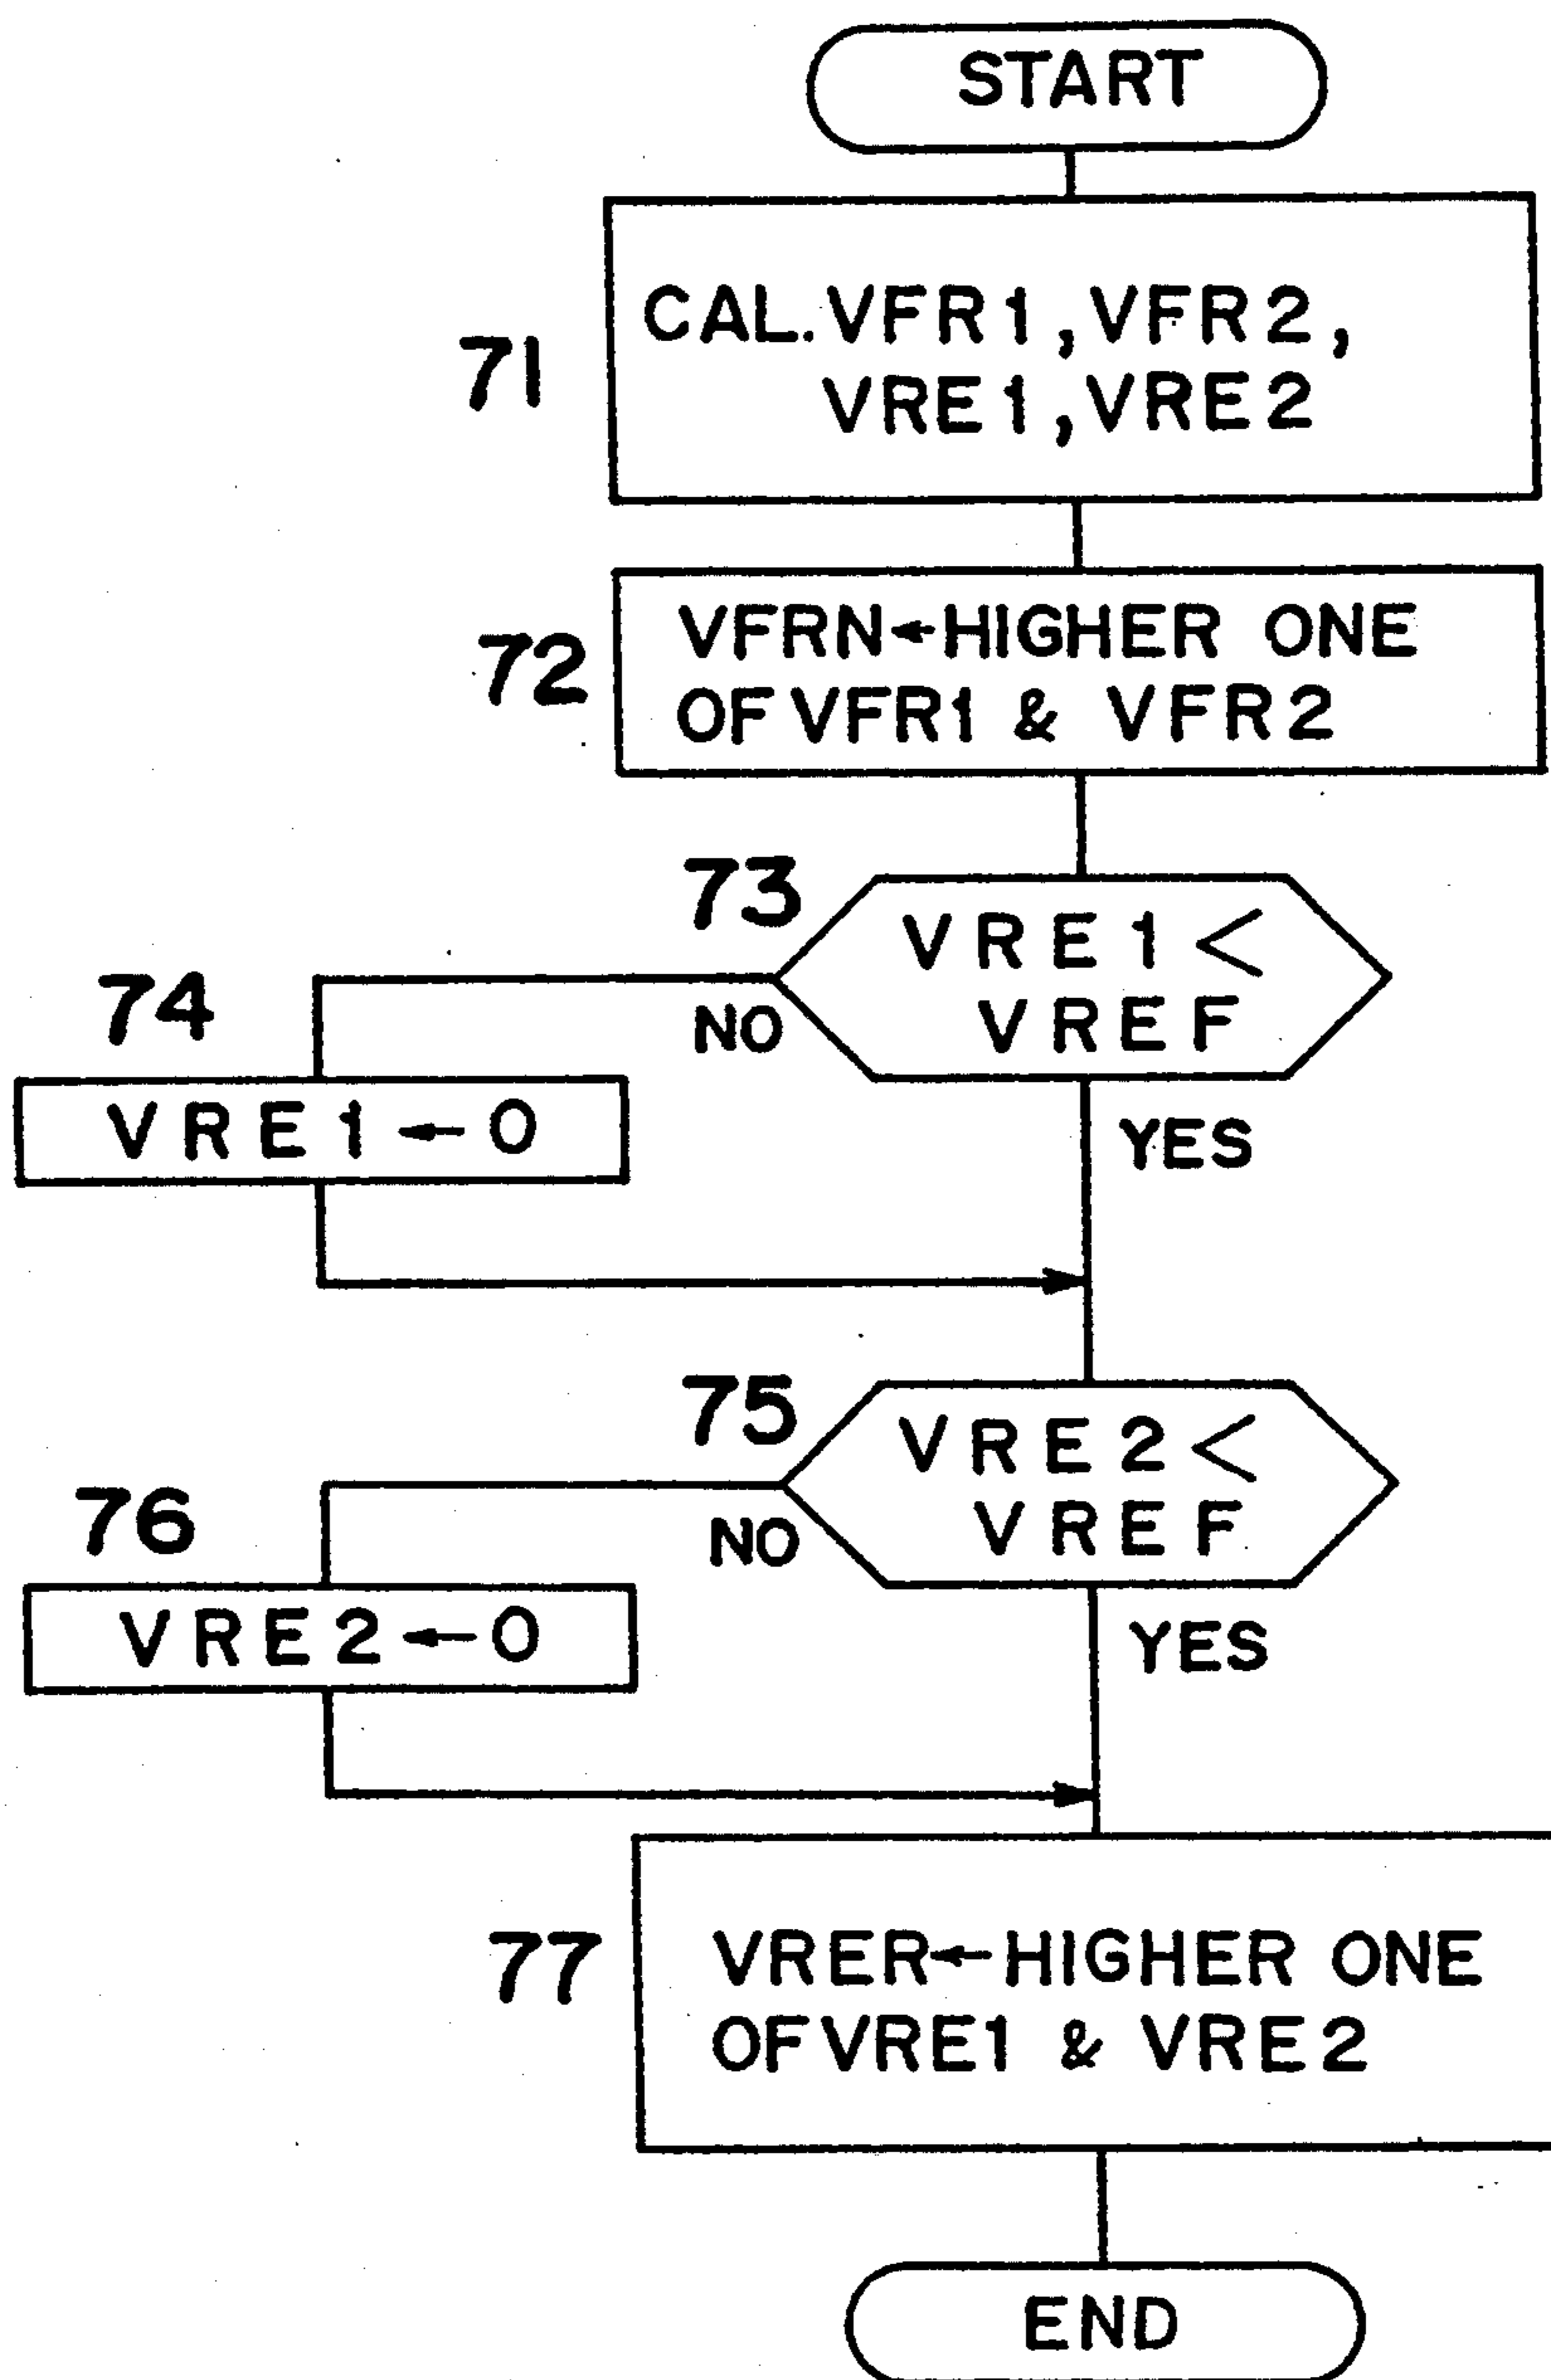 START
71
CAL. VFR1, VFR2,
VRE1, VRE2
72
VFRN←HIGHER ONE
OF VFR1 & VFR2
73
VRE1<
VREF
NO
YES
74
VRE1←0
75
VRE2<
VREF
NO
YES
76
VRE2←0
77
VRER←HIGHER ONE
OF VRE1 & VRE2
END